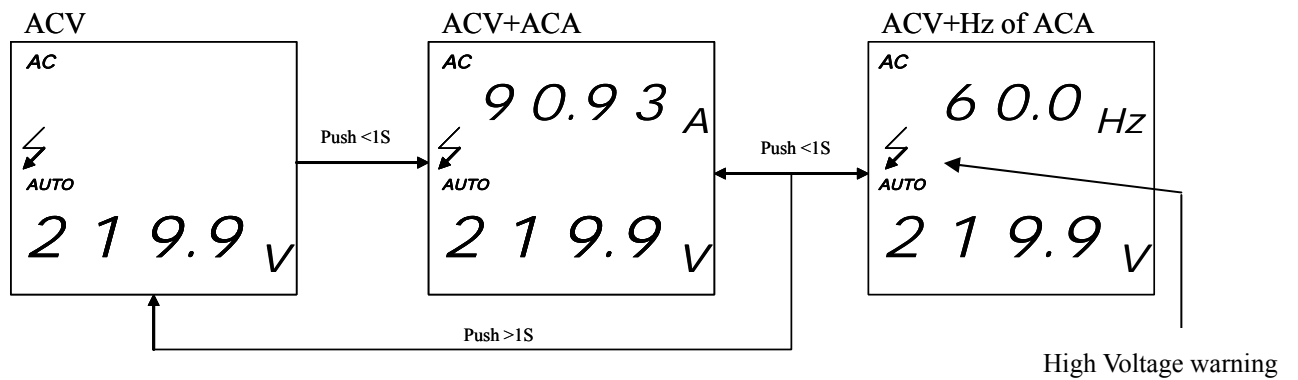 ACV
AC
AUTO
219.9 V
Push <1S
ACV+ACA
AC
90.93 A
AUTO
219.9 V
Push <1S
ACV+Hz of ACA
AC
60.0 Hz
AUTO
219.9 V
Push >1S
High Voltage warning